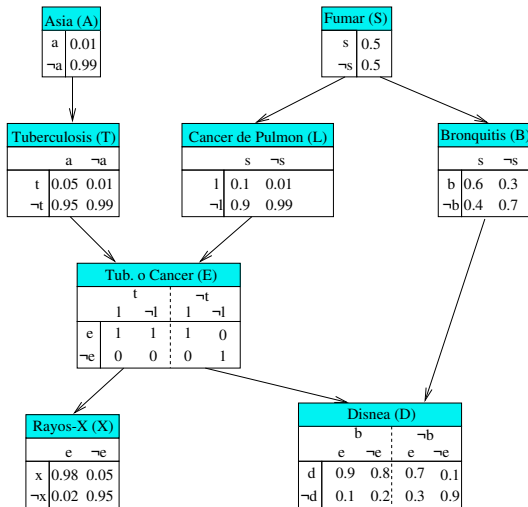 Asia (A)
a 0.01
¬a 0.99
Fumar (S)
s 0.5
¬s 0.5
Tuberculosis (T)
a ¬a
t 0.05 0.01
¬t 0.95 0.99
Cancer de Pulmon (L)
s ¬s
l 0.1 0.01
¬l 0.9 0.99
Bronquitis (B)
s ¬s
b 0.6 0.3
¬b 0.4 0.7
Tub. o Cancer (E)
t ¬t
l ¬l l ¬l
e 1 1 1 0
¬e 0 0 0 1
Rayos-X (X)
e ¬e
x 0.98 0.05
¬x 0.02 0.95
Disnea (D)
b ¬b
e ¬e e ¬e
d 0.9 0.8 0.7 0.1
¬d 0.1 0.2 0.3 0.9